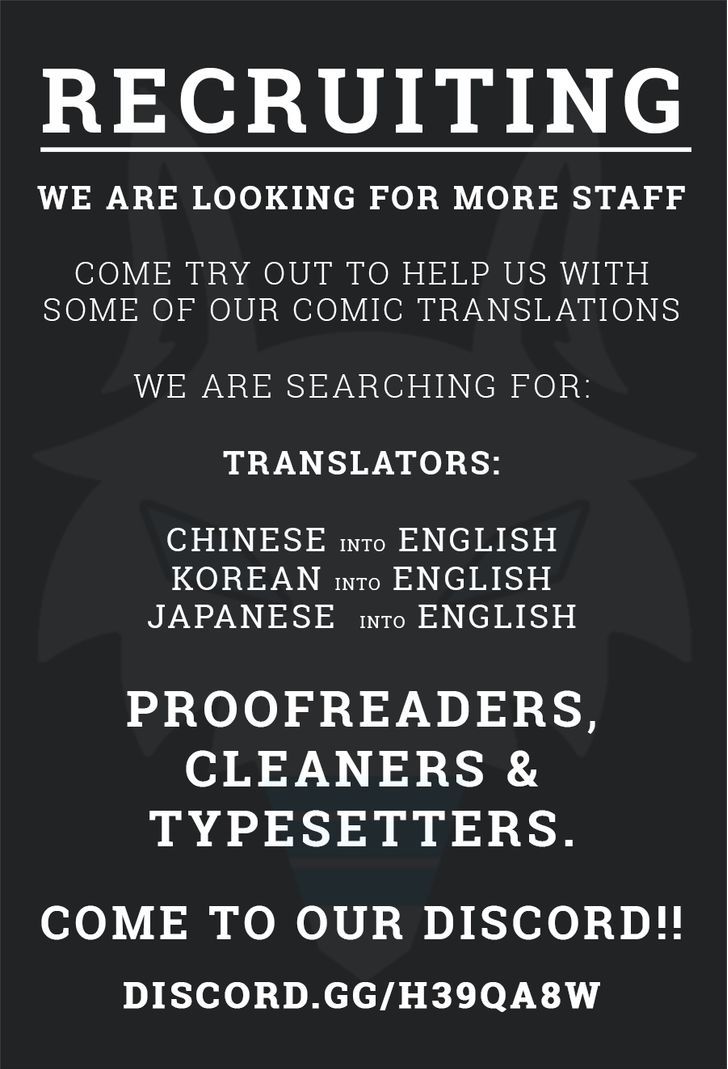 RECRUITING
WE ARE LOOKING FOR MORE STAFF
COME TRY OUT TO HELP US WITH
SOME OF OUR COMIC TRANSLATIONS
WE ARE SEARCHING FOR:
TRANSLATORS:
CHINESE INTO ENGLISH
KOREAN INTO ENGLISH
JAPANESE INTO ENGLISH
PROOFREADERS,
CLEANERS &
TYPESETTERS.
COME TO OUR DISCORD!!
DISCORD.GG/H39QA8W